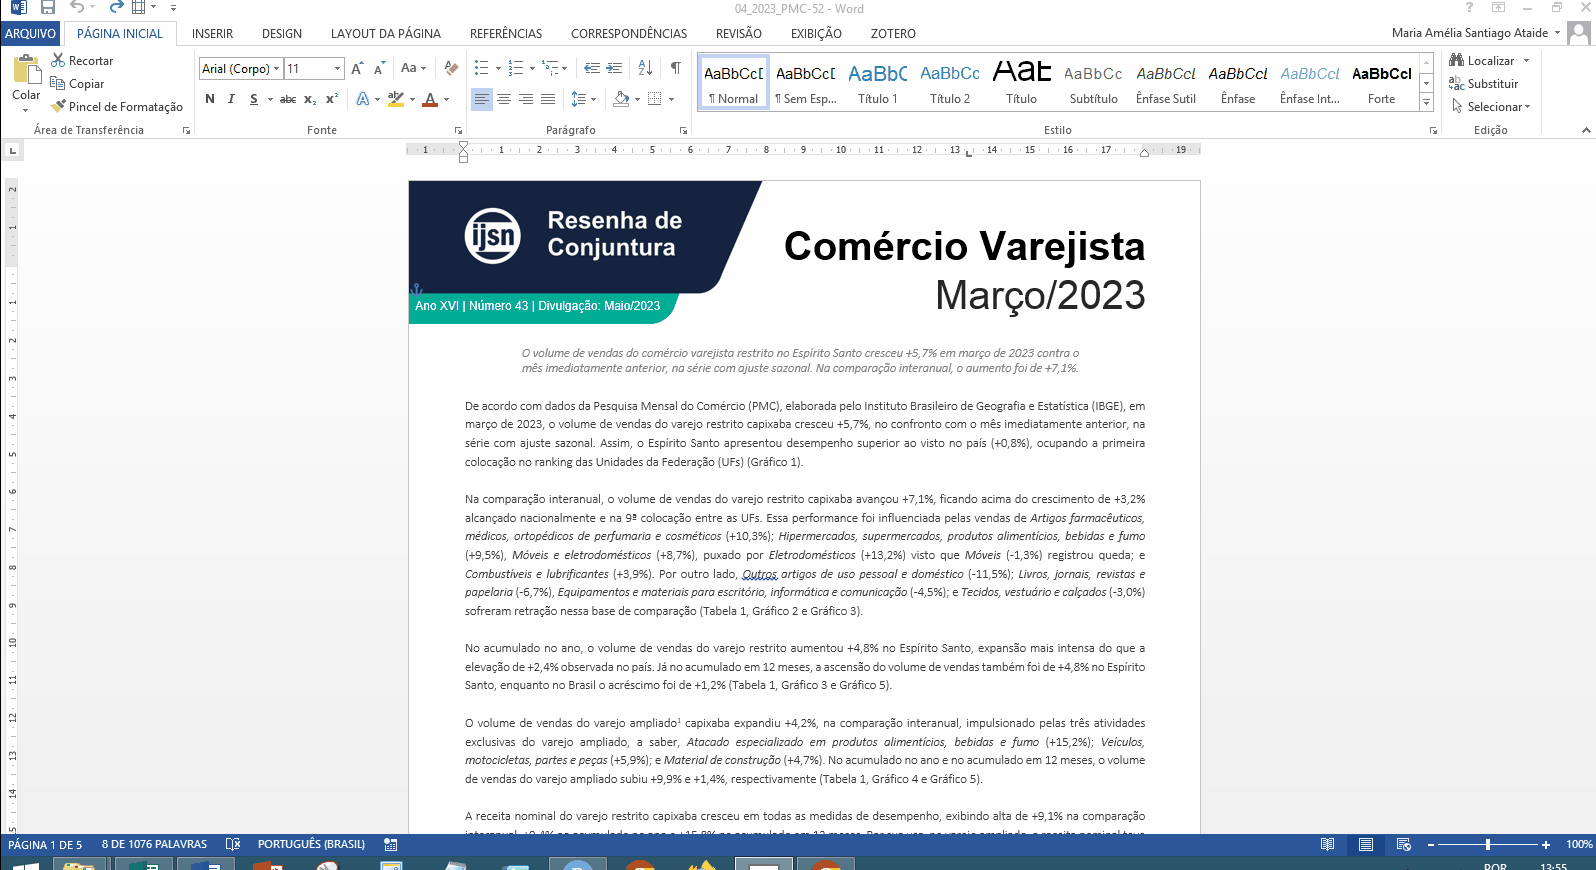 04_2023_PMC-52 - Word
ARQUIVO PÁGINA INICIAL INSERIR DESIGN LAYOUT DA PÁGINA REFERÊNCIAS CORRESPONDÊNCIAS REVISÃO EXIBIÇÃO ZOTERO Maria Amélia Santiago Ataide
Colar
Recortar
Copiar
Pincel de Formatação
Área de Transferência
Arial (Corpo) 11
Fonte
Parágrafo
AaBbCcD AaBbCcD AaBbC AaBbCc AaB AaBbCc AaBbCcL AaBbCcL AaBbCcL AaBbCcL
¶ Normal ¶ Sem Esp... Título 1 Título 2 Título Subtítulo Ênfase Sutil Ênfase Ênfase Int... Forte
Estilo
Localizar
Substituir
Selecionar
Edição
ijsn
Resenha de
Conjuntura
Comércio Varejista
Março/2023
Ano XVI | Número 43 | Divulgação: Maio/2023
O volume de vendas do comércio varejista restrito no Espírito Santo cresceu +5,7% em março de 2023 contra o
mês imediatamente anterior, na série com ajuste sazonal. Na comparação interanual, o aumento foi de +7,1%.
De acordo com dados da Pesquisa Mensal do Comércio (PMC), elaborada pelo Instituto Brasileiro de Geografia e Estatística (IBGE), em
março de 2023, o volume de vendas do varejo restrito capixaba cresceu +5,7%, no confronto com o mês imediatamente anterior, na
série com ajuste sazonal. Assim, o Espírito Santo apresentou desempenho superior ao visto no país (+0,8%), ocupando a primeira
colocação no ranking das Unidades da Federação (UFs) (Gráfico 1).
Na comparação interanual, o volume de vendas do varejo restrito capixaba avançou +7,1%, ficando acima do crescimento de +3,2%
alcançado nacionalmente e na 9ª colocação entre as UFs. Essa performance foi influenciada pelas vendas de Artigos farmacêuticos,
médicos, ortopédicos de perfumaria e cosméticos (+10,3%); Hipermercados, supermercados, produtos alimentícios, bebidas e fumo
(+9,5%), Móveis e eletrodomésticos (+8,7%), puxado por Eletrodomésticos (+13,2%) visto que Móveis (-1,3%) registrou queda; e
Combustíveis e lubrificantes (+3,9%). Por outro lado, Outros artigos de uso pessoal e doméstico (-11,5%); Livros, jornais, revistas e
papelaria (-6,7%), Equipamentos e materiais para escritório, informática e comunicação (-4,5%); e Tecidos, vestuário e calçados (-3,0%)
sofreram retração nessa base de comparação (Tabela 1, Gráfico 2 e Gráfico 3).
No acumulado no ano, o volume de vendas do varejo restrito aumentou +4,8% no Espírito Santo, expansão mais intensa do que a
elevação de +2,4% observada no país. Já no acumulado em 12 meses, a ascensão do volume de vendas também foi de +4,8% no Espírito
Santo, enquanto no Brasil o acréscimo foi de +1,2% (Tabela 1, Gráfico 3 e Gráfico 5).
O volume de vendas do varejo ampliado¹ capixaba expandiu +4,2%, na comparação interanual, impulsionado pelas três atividades
exclusivas do varejo ampliado, a saber, Atacado especializado em produtos alimentícios, bebidas e fumo (+15,2%); Veículos,
motocicletas, partes e peças (+5,9%); e Material de construção (+4,7%). No acumulado no ano e no acumulado em 12 meses, o volume
de vendas do varejo ampliado subiu +9,9% e +1,4%, respectivamente (Tabela 1, Gráfico 4 e Gráfico 5).
A receita nominal do varejo restrito capixaba cresceu em todas as medidas de desempenho, exibindo alta de +9,1% na comparação
PÁGINA 1 DE 5 8 DE 1076 PALAVRAS PORTUGUÊS (BRASIL) 100%
POR 13:55